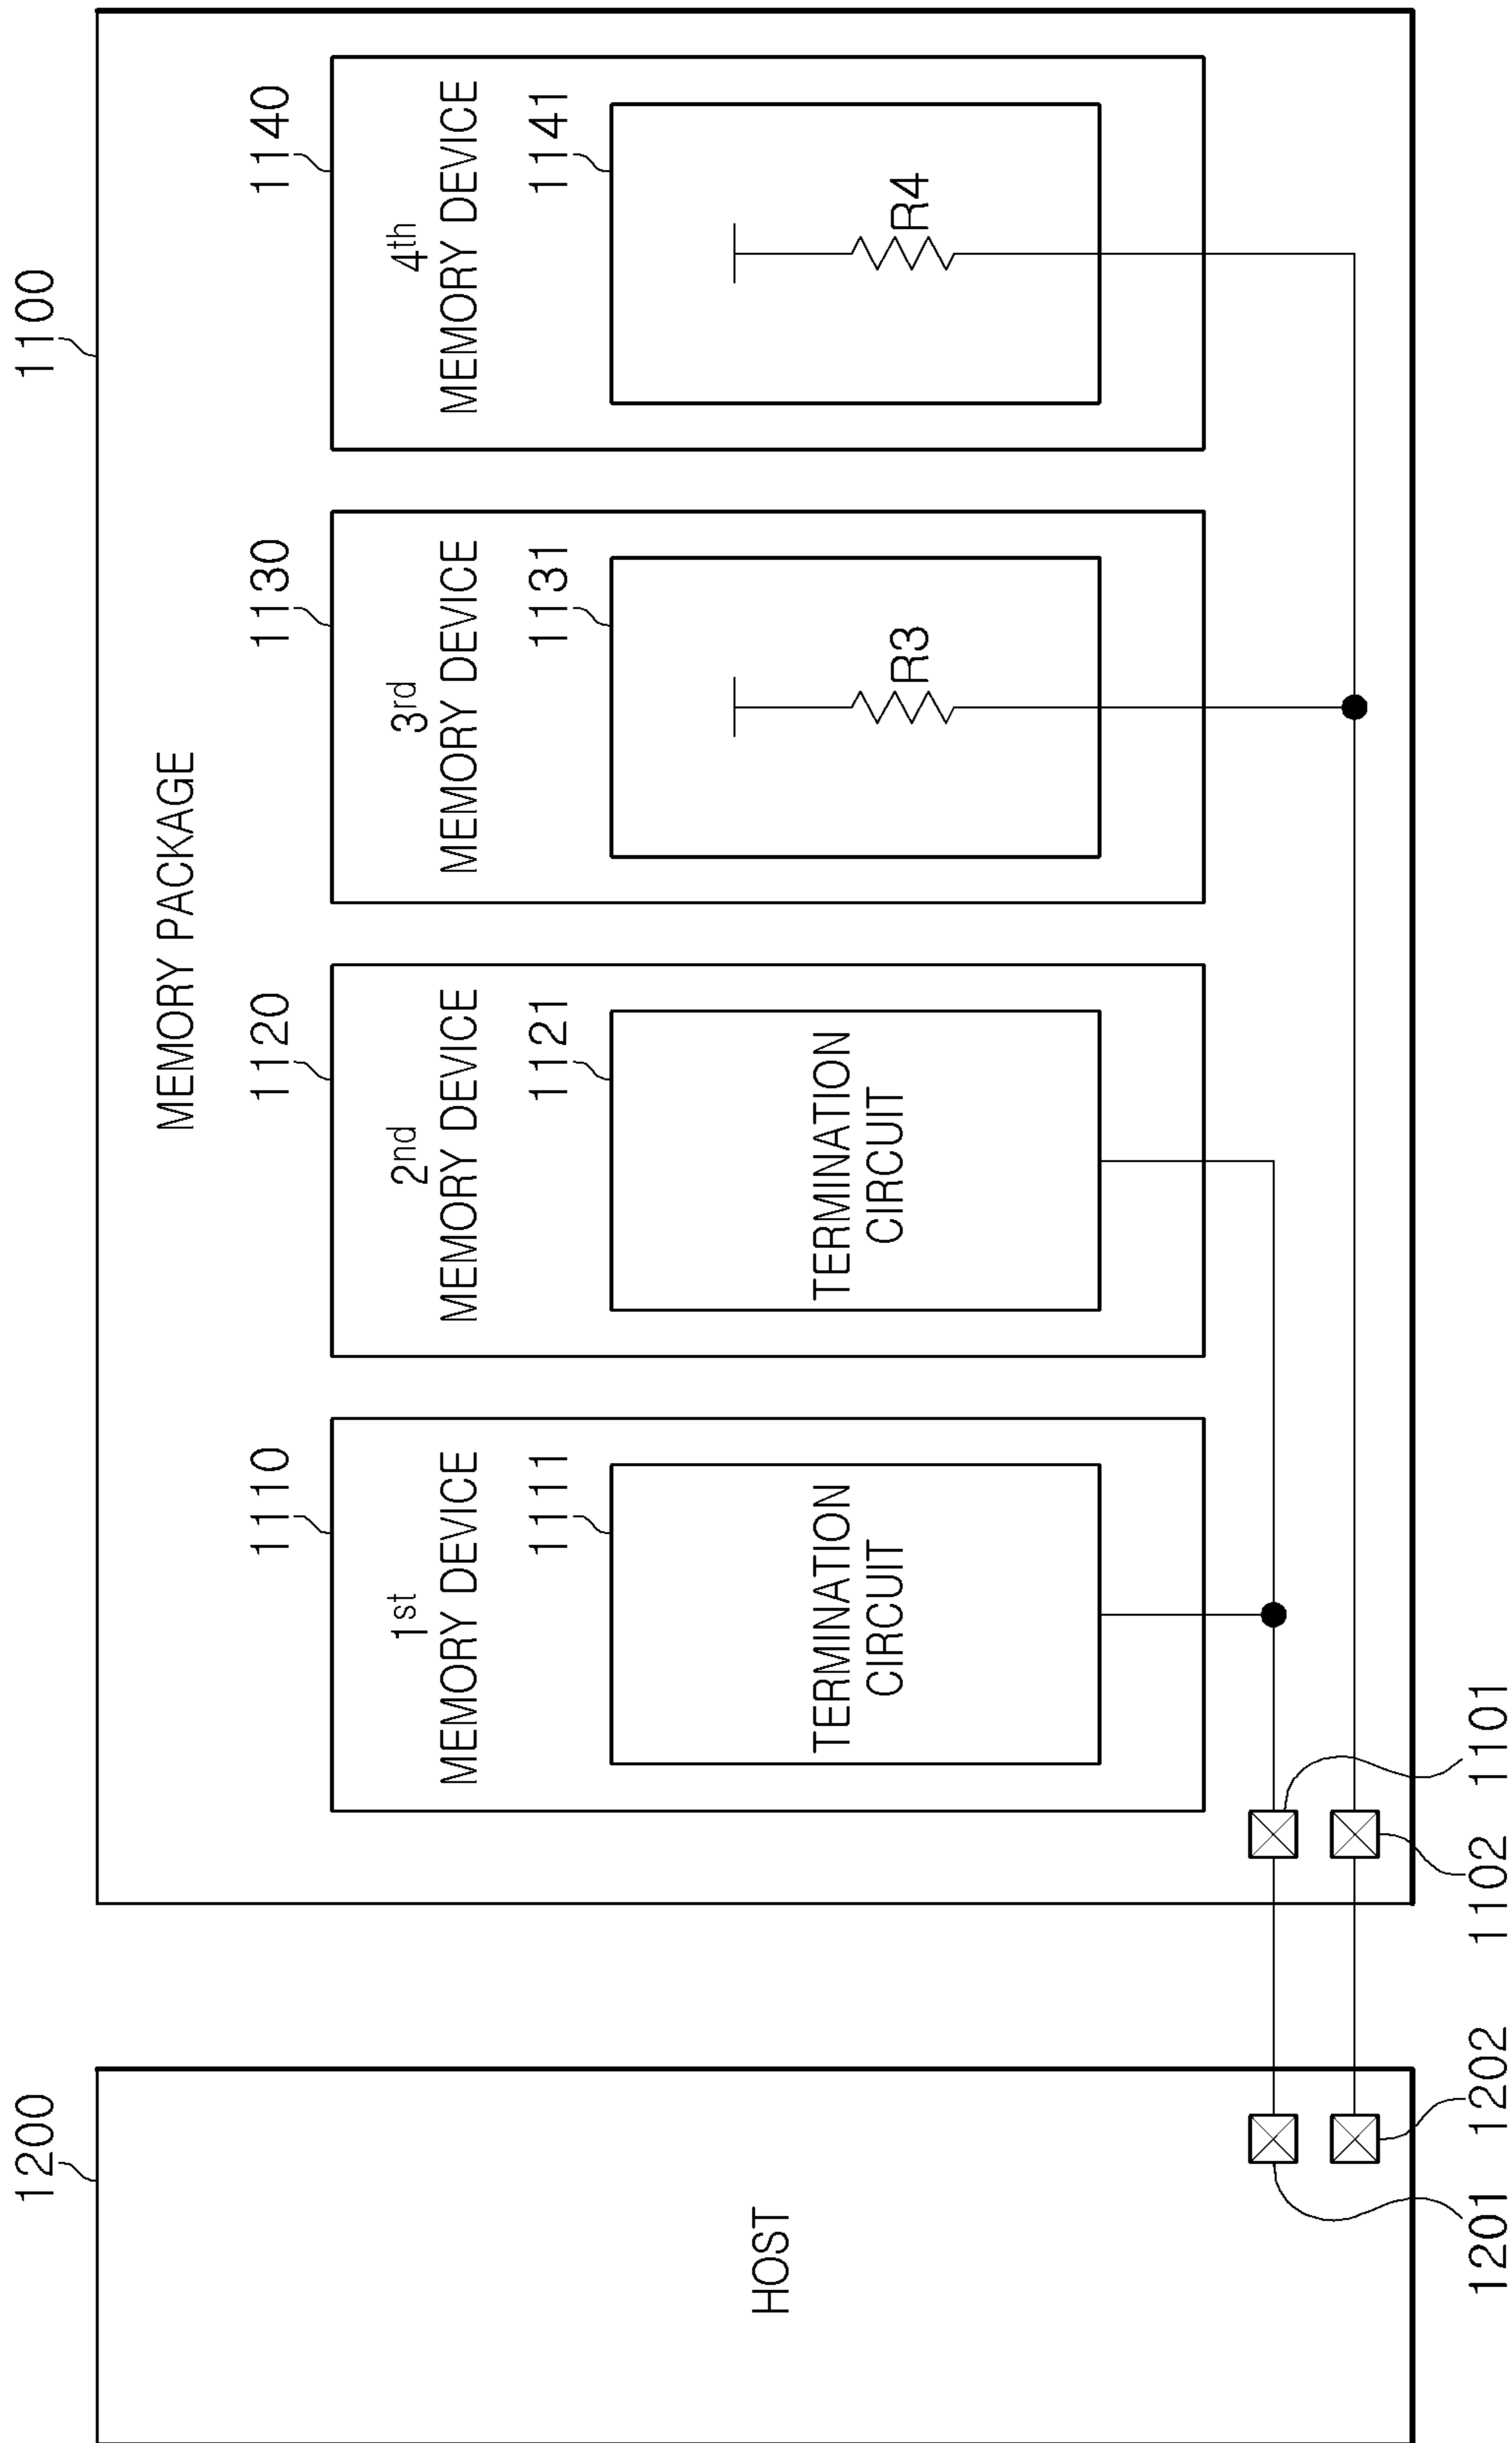 1200
1100
HOST
MEMORY PACKAGE
1110
1120
1130
1140
1st
MEMORY DEVICE
2nd
MEMORY DEVICE
3rd
MEMORY DEVICE
4th
MEMORY DEVICE
1111
1121
1131
1141
TERMINATION
CIRCUIT
TERMINATION
CIRCUIT
R3
R4
1201
1202
1102
1101